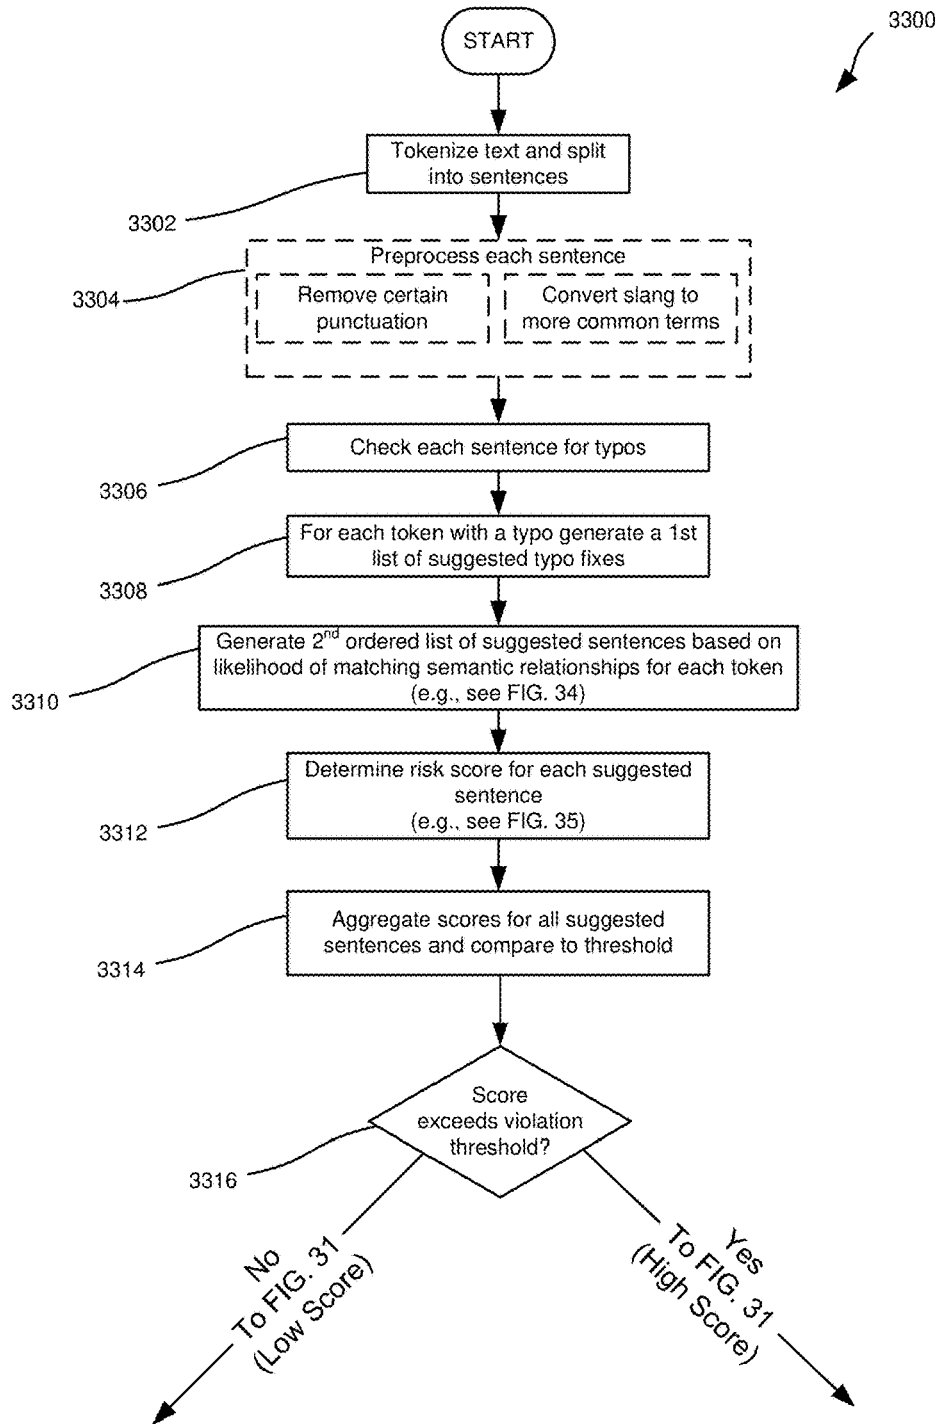 3300
START
Tokenize text and split
into sentences
3302
Preprocess each sentence
3304
Remove certain
punctuation
Convert slang to
more common terms
Check each sentence for typos
3306
For each token with a typo generate a 1st
list of suggested typo fixes
3308
Generate 2nd ordered list of suggested sentences based on
likelihood of matching semantic relationships for each token
(e.g., see FIG. 34)
3310
Determine risk score for each suggested
sentence
(e.g., see FIG. 35)
3312
Aggregate scores for all suggested
sentences and compare to threshold
3314
Score
exceeds violation
threshold?
3316
No
To FIG. 31
(Low Score)
Yes
To FIG. 31
(High Score)